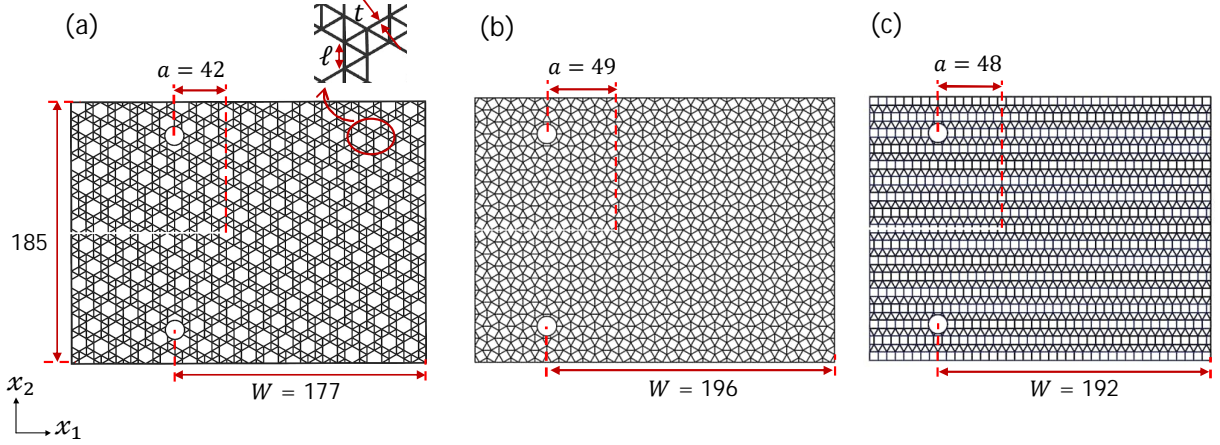 (a)
t
ℓ
a = 42
185
W = 177
x₂
x₁
(b)
a = 49
W = 196
(c)
a = 48
W = 192